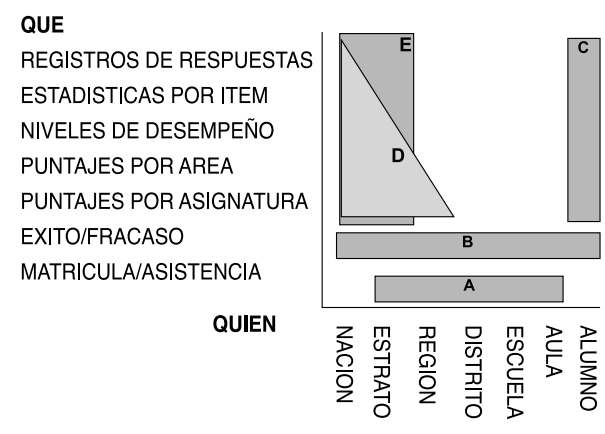 QUE
REGISTROS DE RESPUESTAS
ESTADISTICAS POR ITEM
NIVELES DE DESEMPEÑO
PUNTAJES POR AREA
PUNTAJES POR ASIGNATURA
EXITO/FRACASO
MATRICULA/ASISTENCIA
E
C
D
B
A
QUIEN
NACION
ESTRATO
REGION
DISTRITO
ESCUELA
AULA
ALUMNO